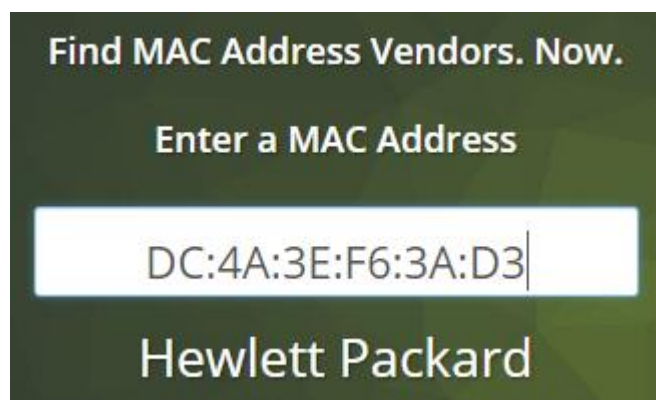 Find MAC Address Vendors. Now.
Enter a MAC Address
DC:4A:3E:F6:3A:D3
Hewlett Packard